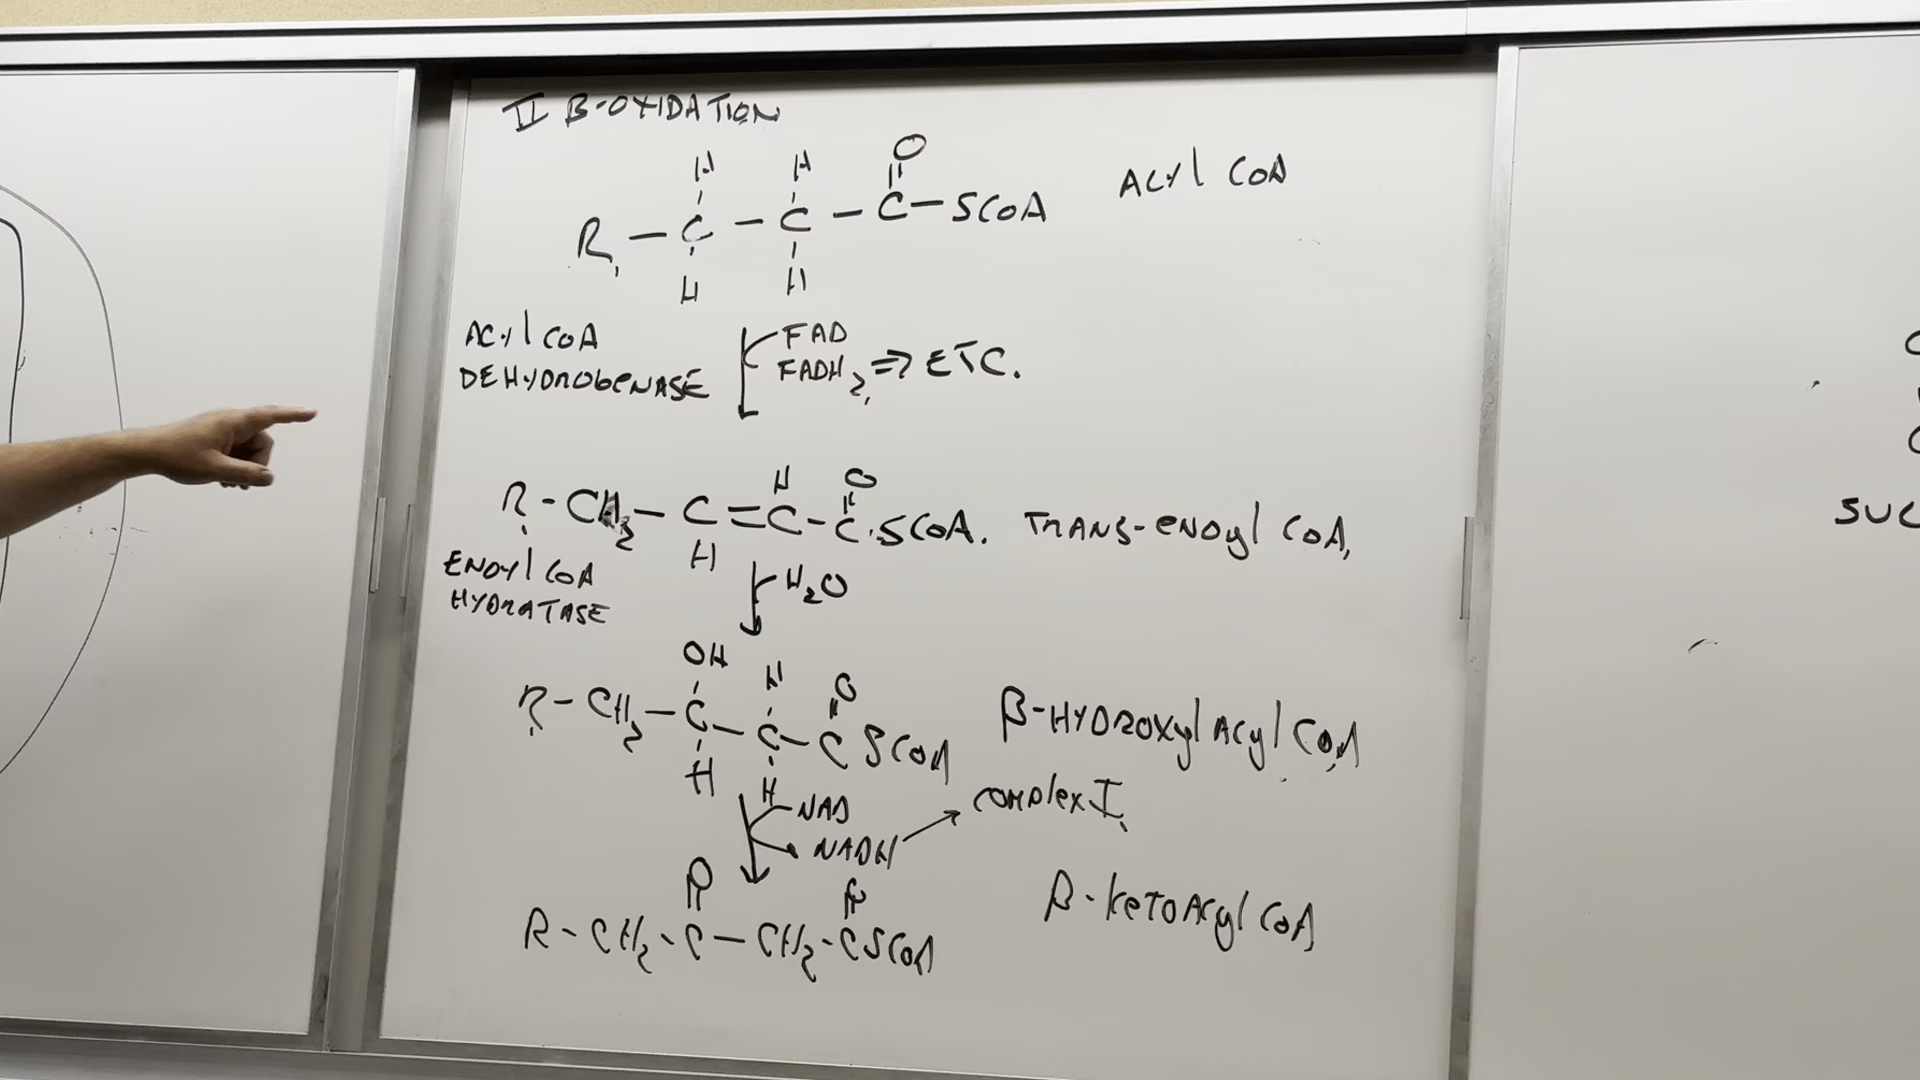 II B-OXIDATION
H H O
R - C - C - C - SCoA ACyl CoA
H H
ACyl CoA
DEHYDROGENASE
FAD
FADH2 ⇒ ETC.
H O
R - CH2 - C = C - C · SCoA. TRANS-ENOyl CoA,
H
ENOYl CoA
HYDRATASE
H2O
OH H O
R - CH2 - C - C - C SCoA β-HYDROXyl ACyl CoA
H H
NAD
NADH → COMPlex I
O O
R - CH2 - C - CH2 - C SCoA β-KETOACyl CoA
SUC